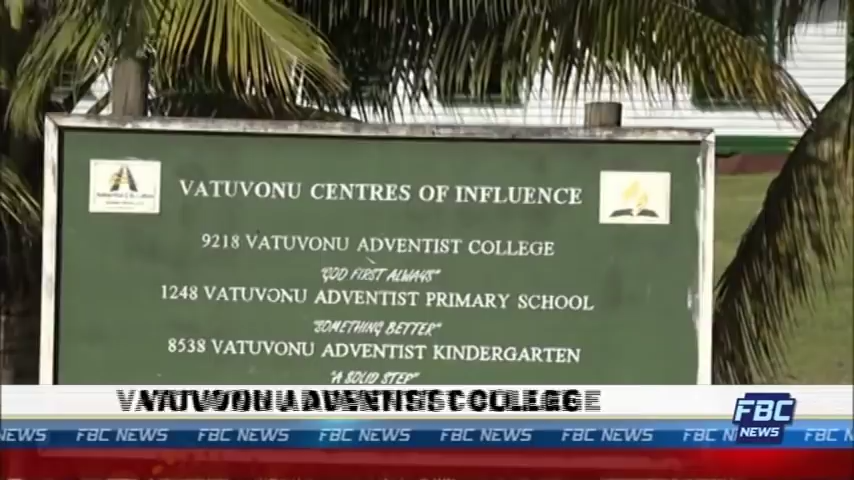 VATUVONU CENTRES OF INFLUENCE
9218 VATUVONU ADVENTIST COLLEGE
"GOD FIRST ALWAYS"
1248 VATUVONU ADVENTIST PRIMARY SCHOOL
"SOMETHING BETTER"
8538 VATUVONU ADVENTIST KINDERGARTEN
"A SOLID STEP"
VATUVONU ADVENTIST COLLEGE
FBC
NEWS
NEWS FBC NEWS FBC NEWS FBC NEWS FBC NEWS FBC NEWS FBC N FBC N